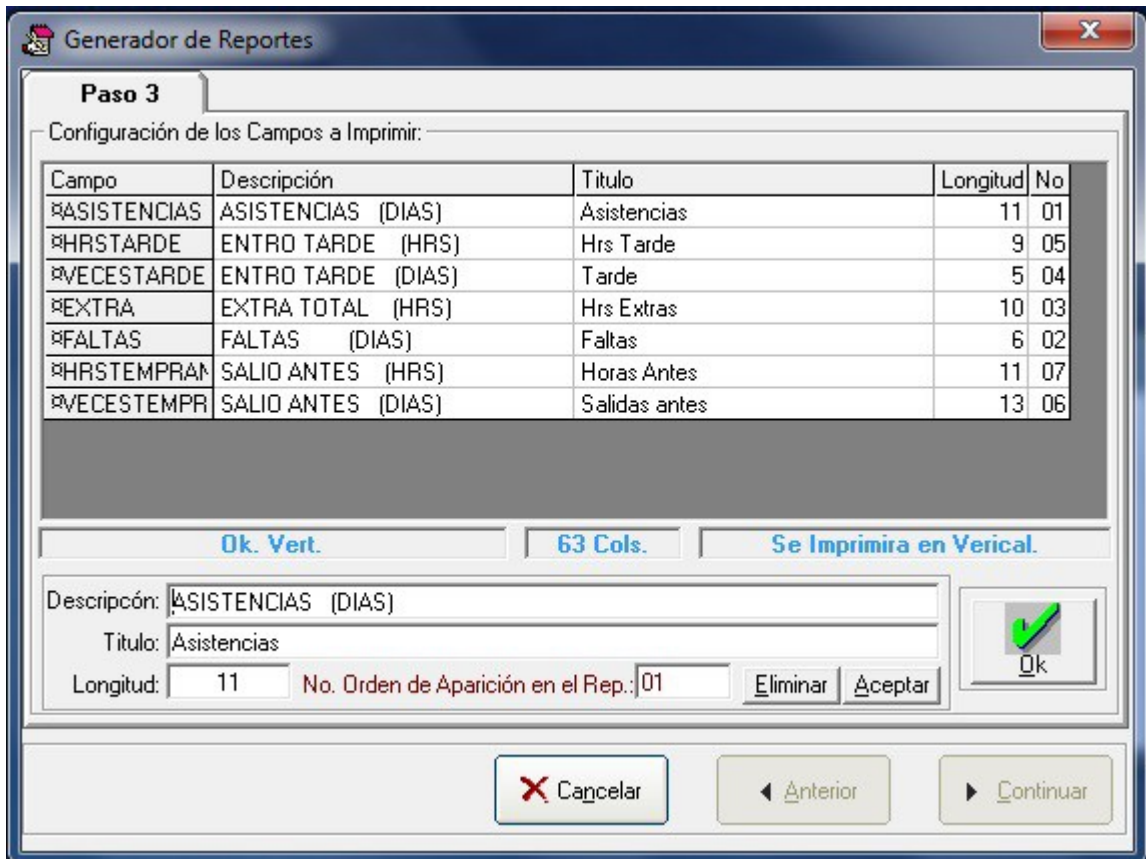 Generador de Reportes
Paso 3
Configuración de los Campos a Imprimir:
Campo Descripción Titulo Longitud No
¤ASISTENCIAS ASISTENCIAS (DIAS) Asistencias 11 01
¤HRSTARDE ENTRO TARDE (HRS) Hrs Tarde 9 05
¤VECESTARDE ENTRO TARDE (DIAS) Tarde 5 04
¤EXTRA EXTRA TOTAL (HRS) Hrs Extras 10 03
¤FALTAS FALTAS (DIAS) Faltas 6 02
¤HRSTEMPRAN SALIO ANTES (HRS) Horas Antes 11 07
¤VECESTEMPR SALIO ANTES (DIAS) Salidas antes 13 06
Ok. Vert. 63 Cols. Se Imprimira en Verical.
Descripcón: ASISTENCIAS (DIAS)
Titulo: Asistencias
Longitud: 11 No. Orden de Aparición en el Rep.: 01 Eliminar Aceptar
Ok
Cancelar Anterior Continuar